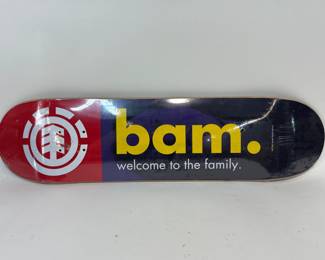 bam.
welcome to the family.